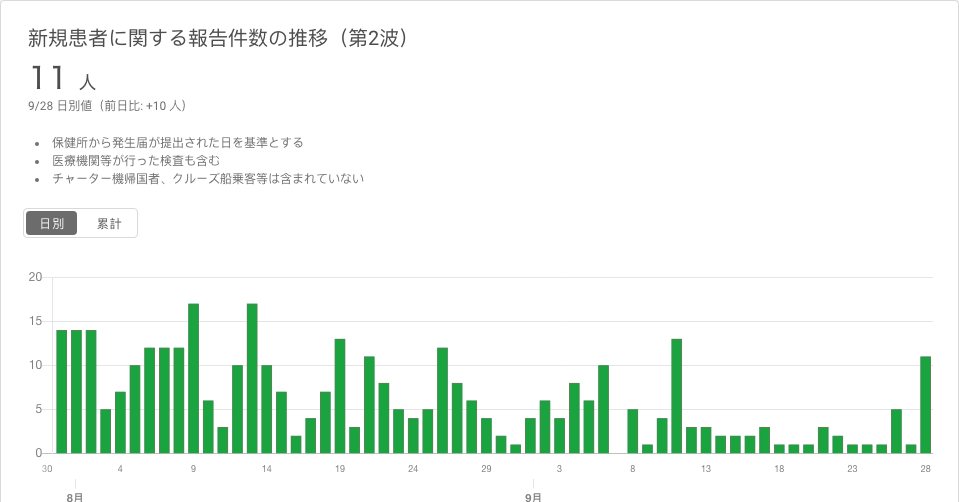 新規患者に関する報告件数の推移（第2波）
11 人
9/28 日別値（前日比: +10 人）
保健所から発生届が提出された日を基準とする
医療機関等が行った検査も含む
チャーター機帰国者、クルーズ船乗客等は含まれていない
日別 累計
20
15
10
5
0
30 4 9 14 19 24 29 3 8 13 18 23 28
8月 9月